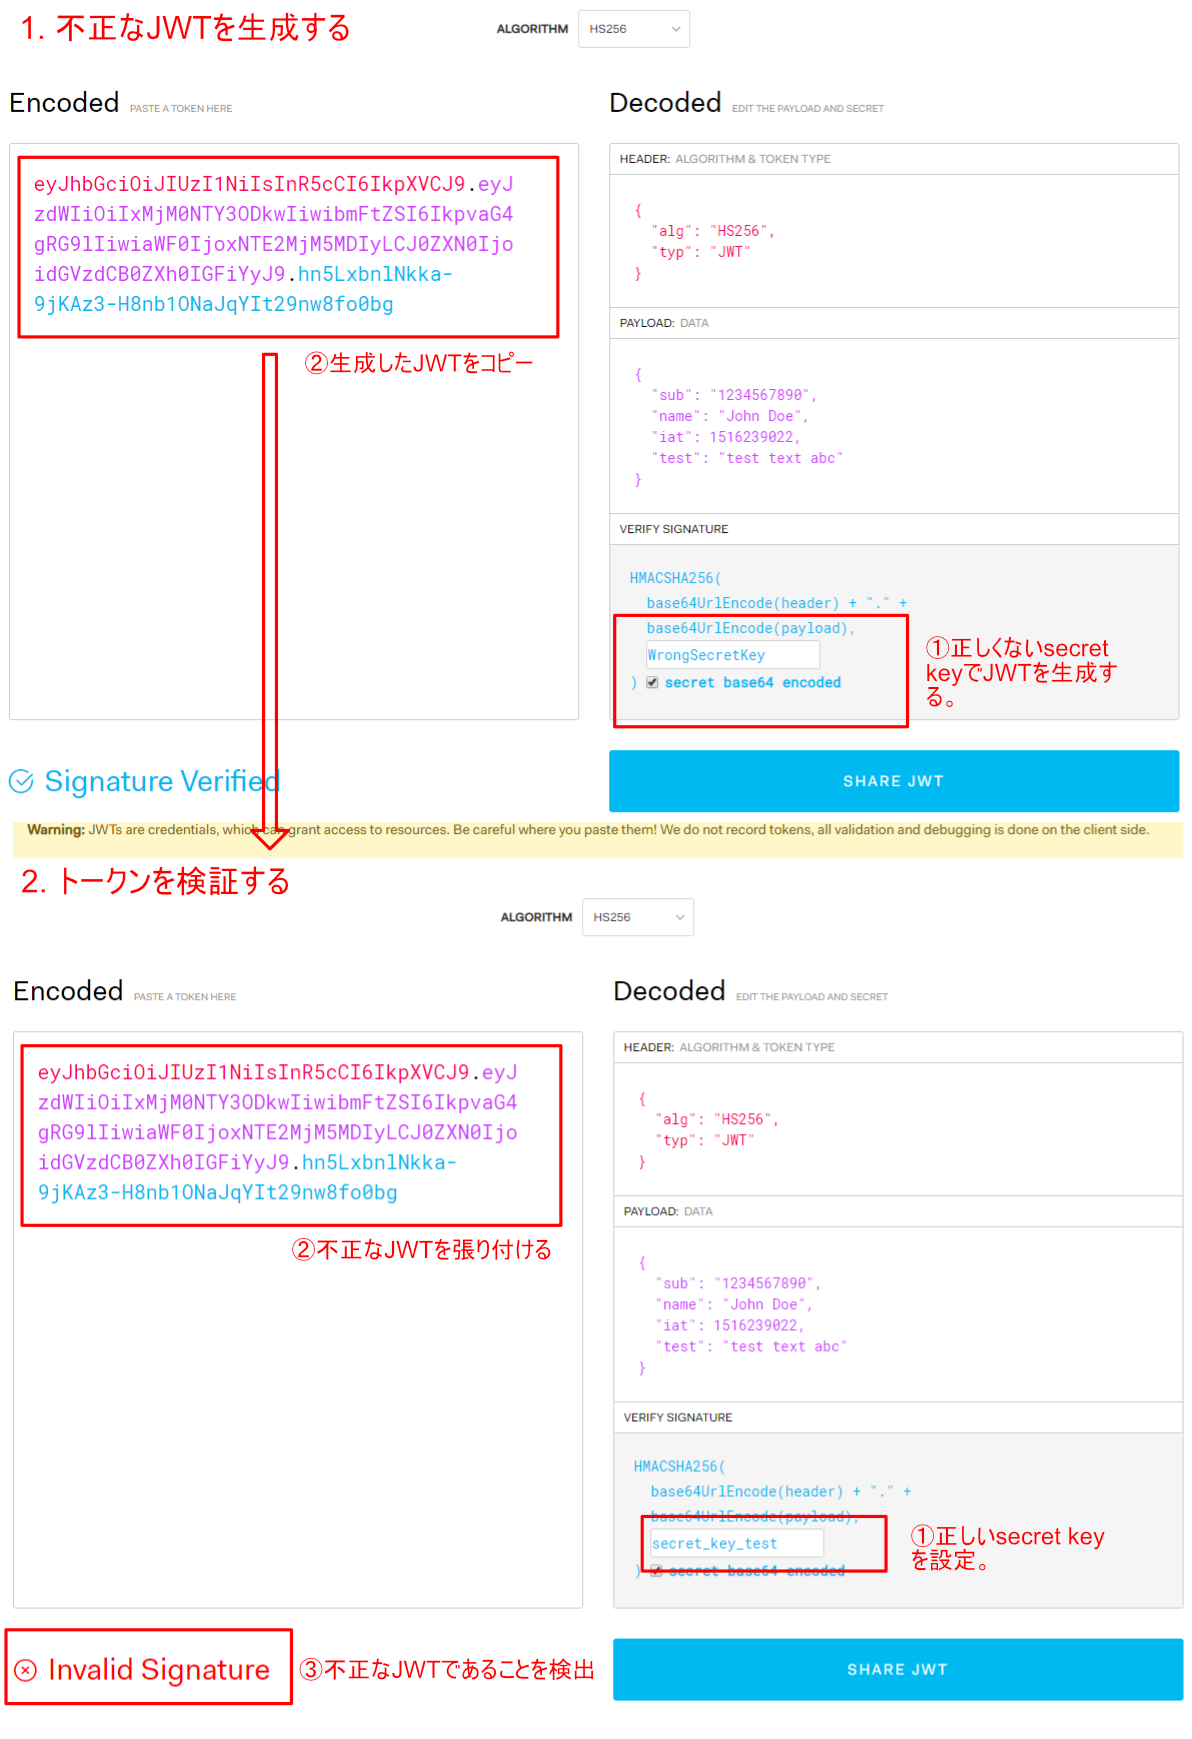 1. 不正なJWTを生成する
ALGORITHM HS256
Encoded PASTE A TOKEN HERE
Decoded EDIT THE PAYLOAD AND SECRET
eyJhbGciOiJIUzI1NiIsInR5cCI6IkpXVCJ9.eyJ
zdWIiOiIxMjM0NTY3ODkwIiwibmFtZSI6IkpvaG4
gRG9lIiwiaWF0IjoxNTE2MjM5MDIyLCJ0ZXN0Ijo
idGVzdCB0ZXh0IGFiYyJ9.hn5LxbnlNkka-
9jKAz3-H8nb1ONaJqYIt29nw8fo0bg
②生成したJWTをコピー
HEADER: ALGORITHM & TOKEN TYPE
{
"alg": "HS256",
"typ": "JWT"
}
PAYLOAD: DATA
{
"sub": "1234567890",
"name": "John Doe",
"iat": 1516239022,
"test": "test text abc"
}
VERIFY SIGNATURE
HMACSHA256(
base64UrlEncode(header) + "." +
base64UrlEncode(payload),
WrongSecretKey
) secret base64 encoded
①正しくないsecret
keyでJWTを生成す
る。
Signature Verified
SHARE JWT
Warning: JWTs are credentials, which can grant access to resources. Be careful where you paste them! We do not record tokens, all validation and debugging is done on the client side.
2. トークンを検証する
ALGORITHM HS256
Encoded PASTE A TOKEN HERE
Decoded EDIT THE PAYLOAD AND SECRET
eyJhbGciOiJIUzI1NiIsInR5cCI6IkpXVCJ9.eyJ
zdWIiOiIxMjM0NTY3ODkwIiwibmFtZSI6IkpvaG4
gRG9lIiwiaWF0IjoxNTE2MjM5MDIyLCJ0ZXN0Ijo
idGVzdCB0ZXh0IGFiYyJ9.hn5LxbnlNkka-
9jKAz3-H8nb1ONaJqYIt29nw8fo0bg
②不正なJWTを張り付ける
HEADER: ALGORITHM & TOKEN TYPE
{
"alg": "HS256",
"typ": "JWT"
}
PAYLOAD: DATA
{
"sub": "1234567890",
"name": "John Doe",
"iat": 1516239022,
"test": "test text abc"
}
VERIFY SIGNATURE
HMACSHA256(
base64UrlEncode(header) + "." +
base64UrlEncode(payload),
secret_key_test
) secret base64 encoded
①正しいsecret key
を設定。
Invalid Signature
③不正なJWTであることを検出
SHARE JWT